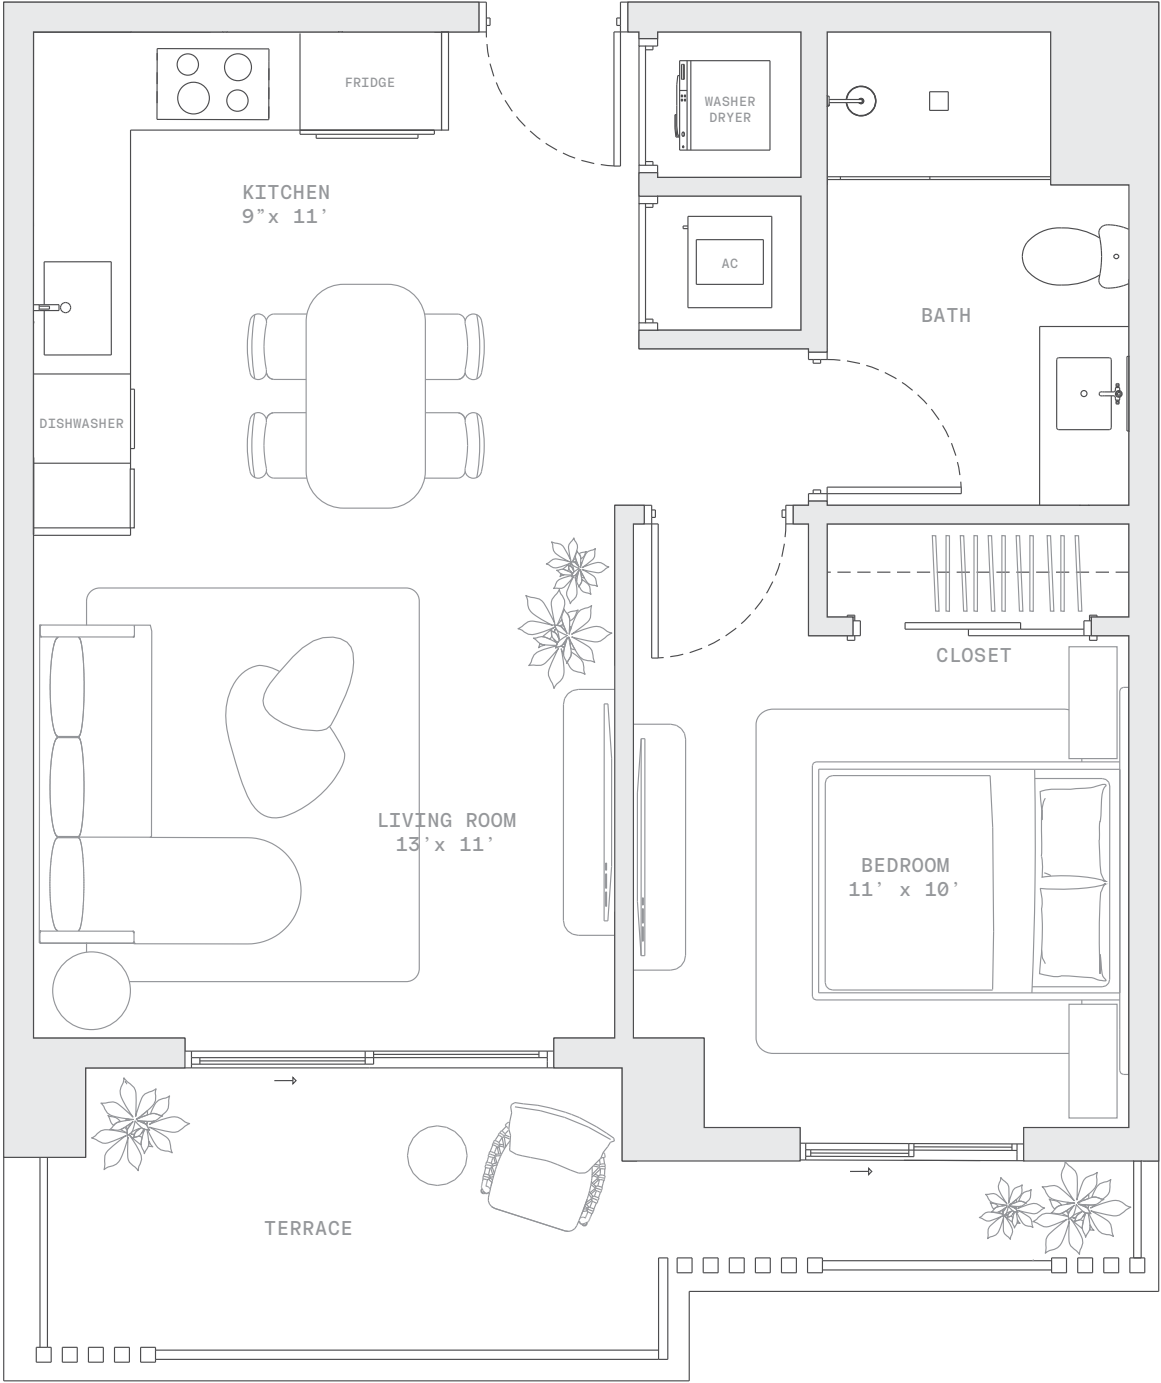 FRIDGE
WASHER
DRYER
KITCHEN
9”x 11’
AC
BATH
DISHWASHER
CLOSET
LIVING ROOM
13’x 11’
BEDROOM
11’ x 10’
TERRACE